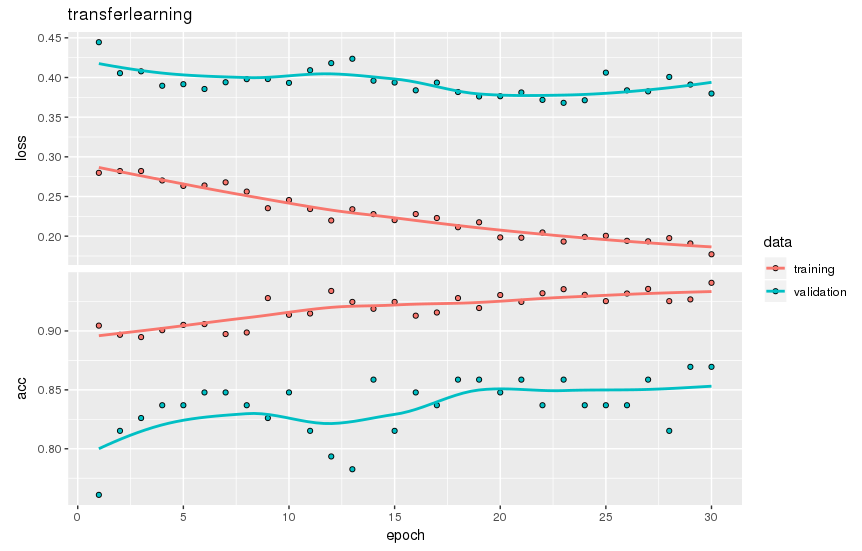 transferlearning
0.45
0.40
0.35
0.30
0.25
0.20
loss
0.90
0.85
0.80
acc
0 5 10 15 20 25 30
epoch
data
training
validation